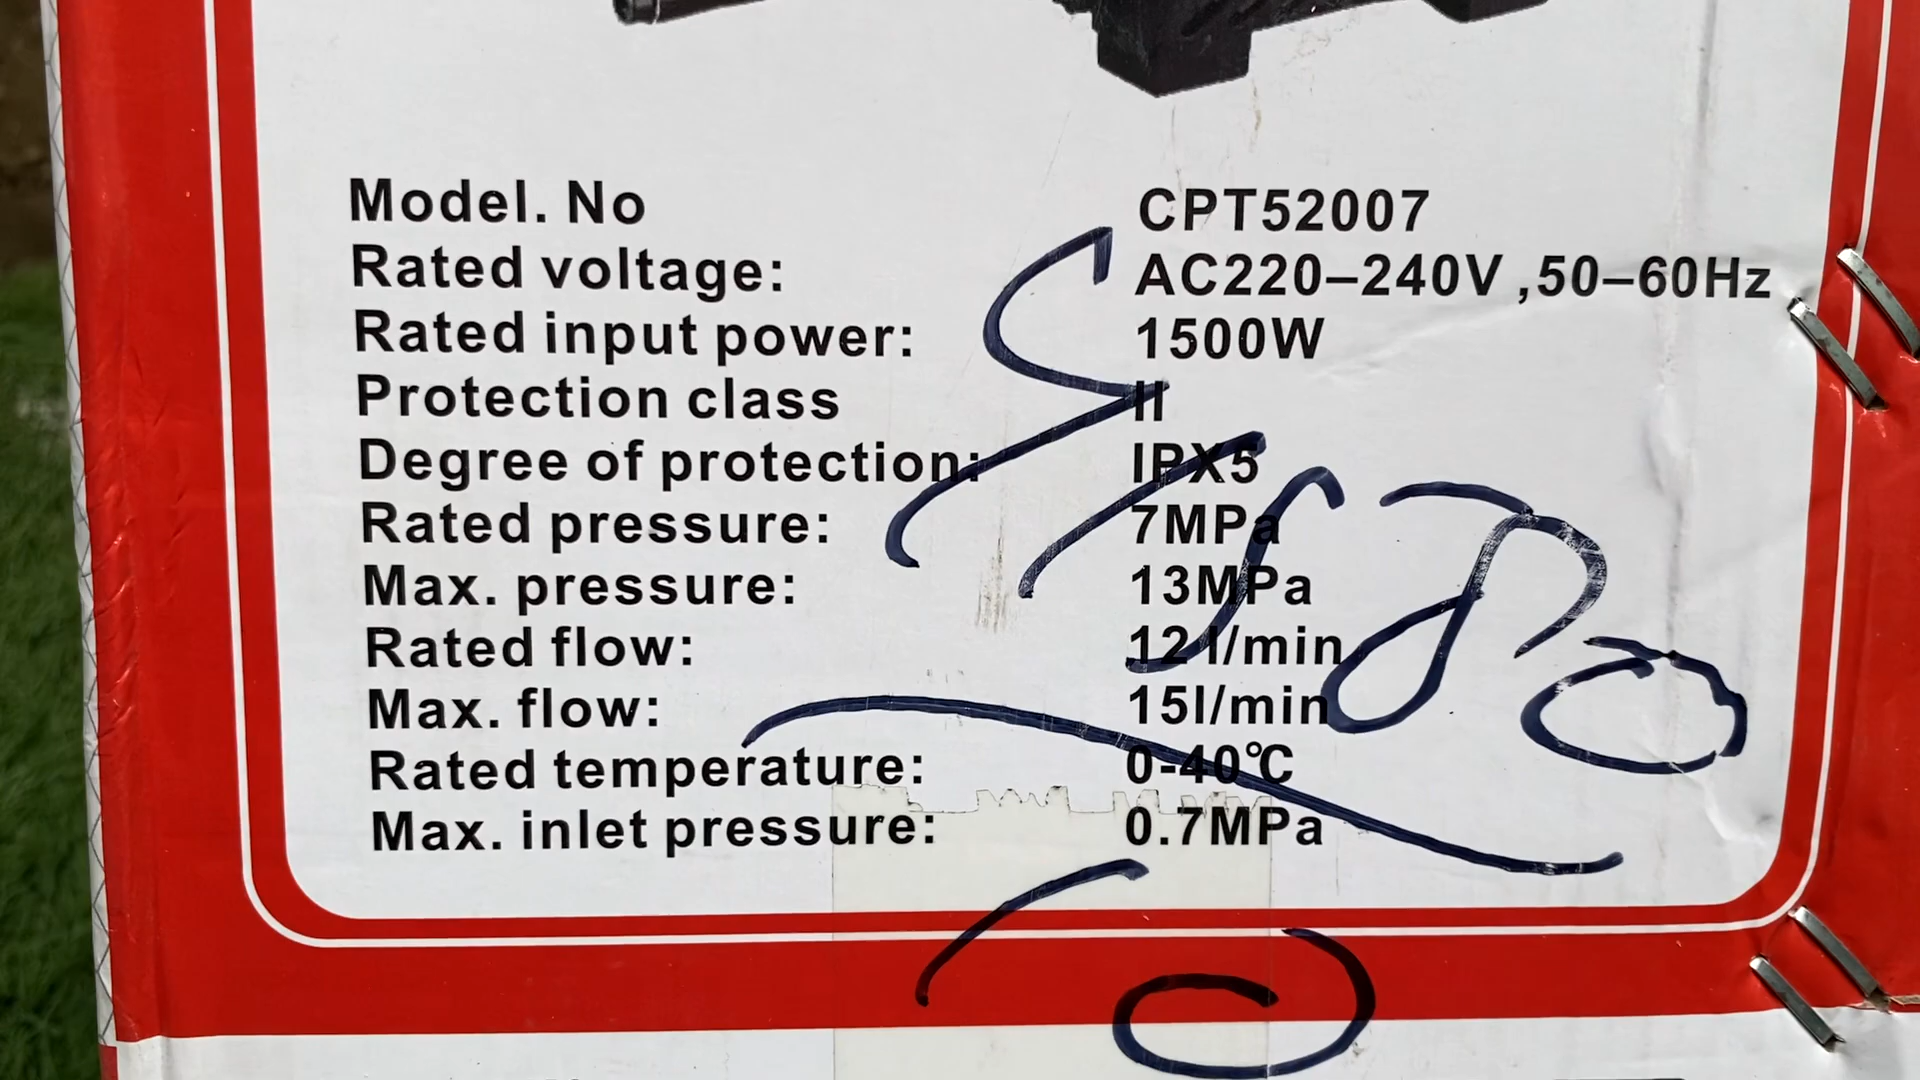 Model. No CPT52007
Rated voltage: AC220–240V ,50–60Hz
Rated input power: 1500W
Protection class II
Degree of protection: IPX5
Rated pressure: 7MPa
Max. pressure: 13MPa
Rated flow: 12 l/min
Max. flow: 15l/min
Rated temperature: 0-40℃
Max. inlet pressure: 0.7MPa